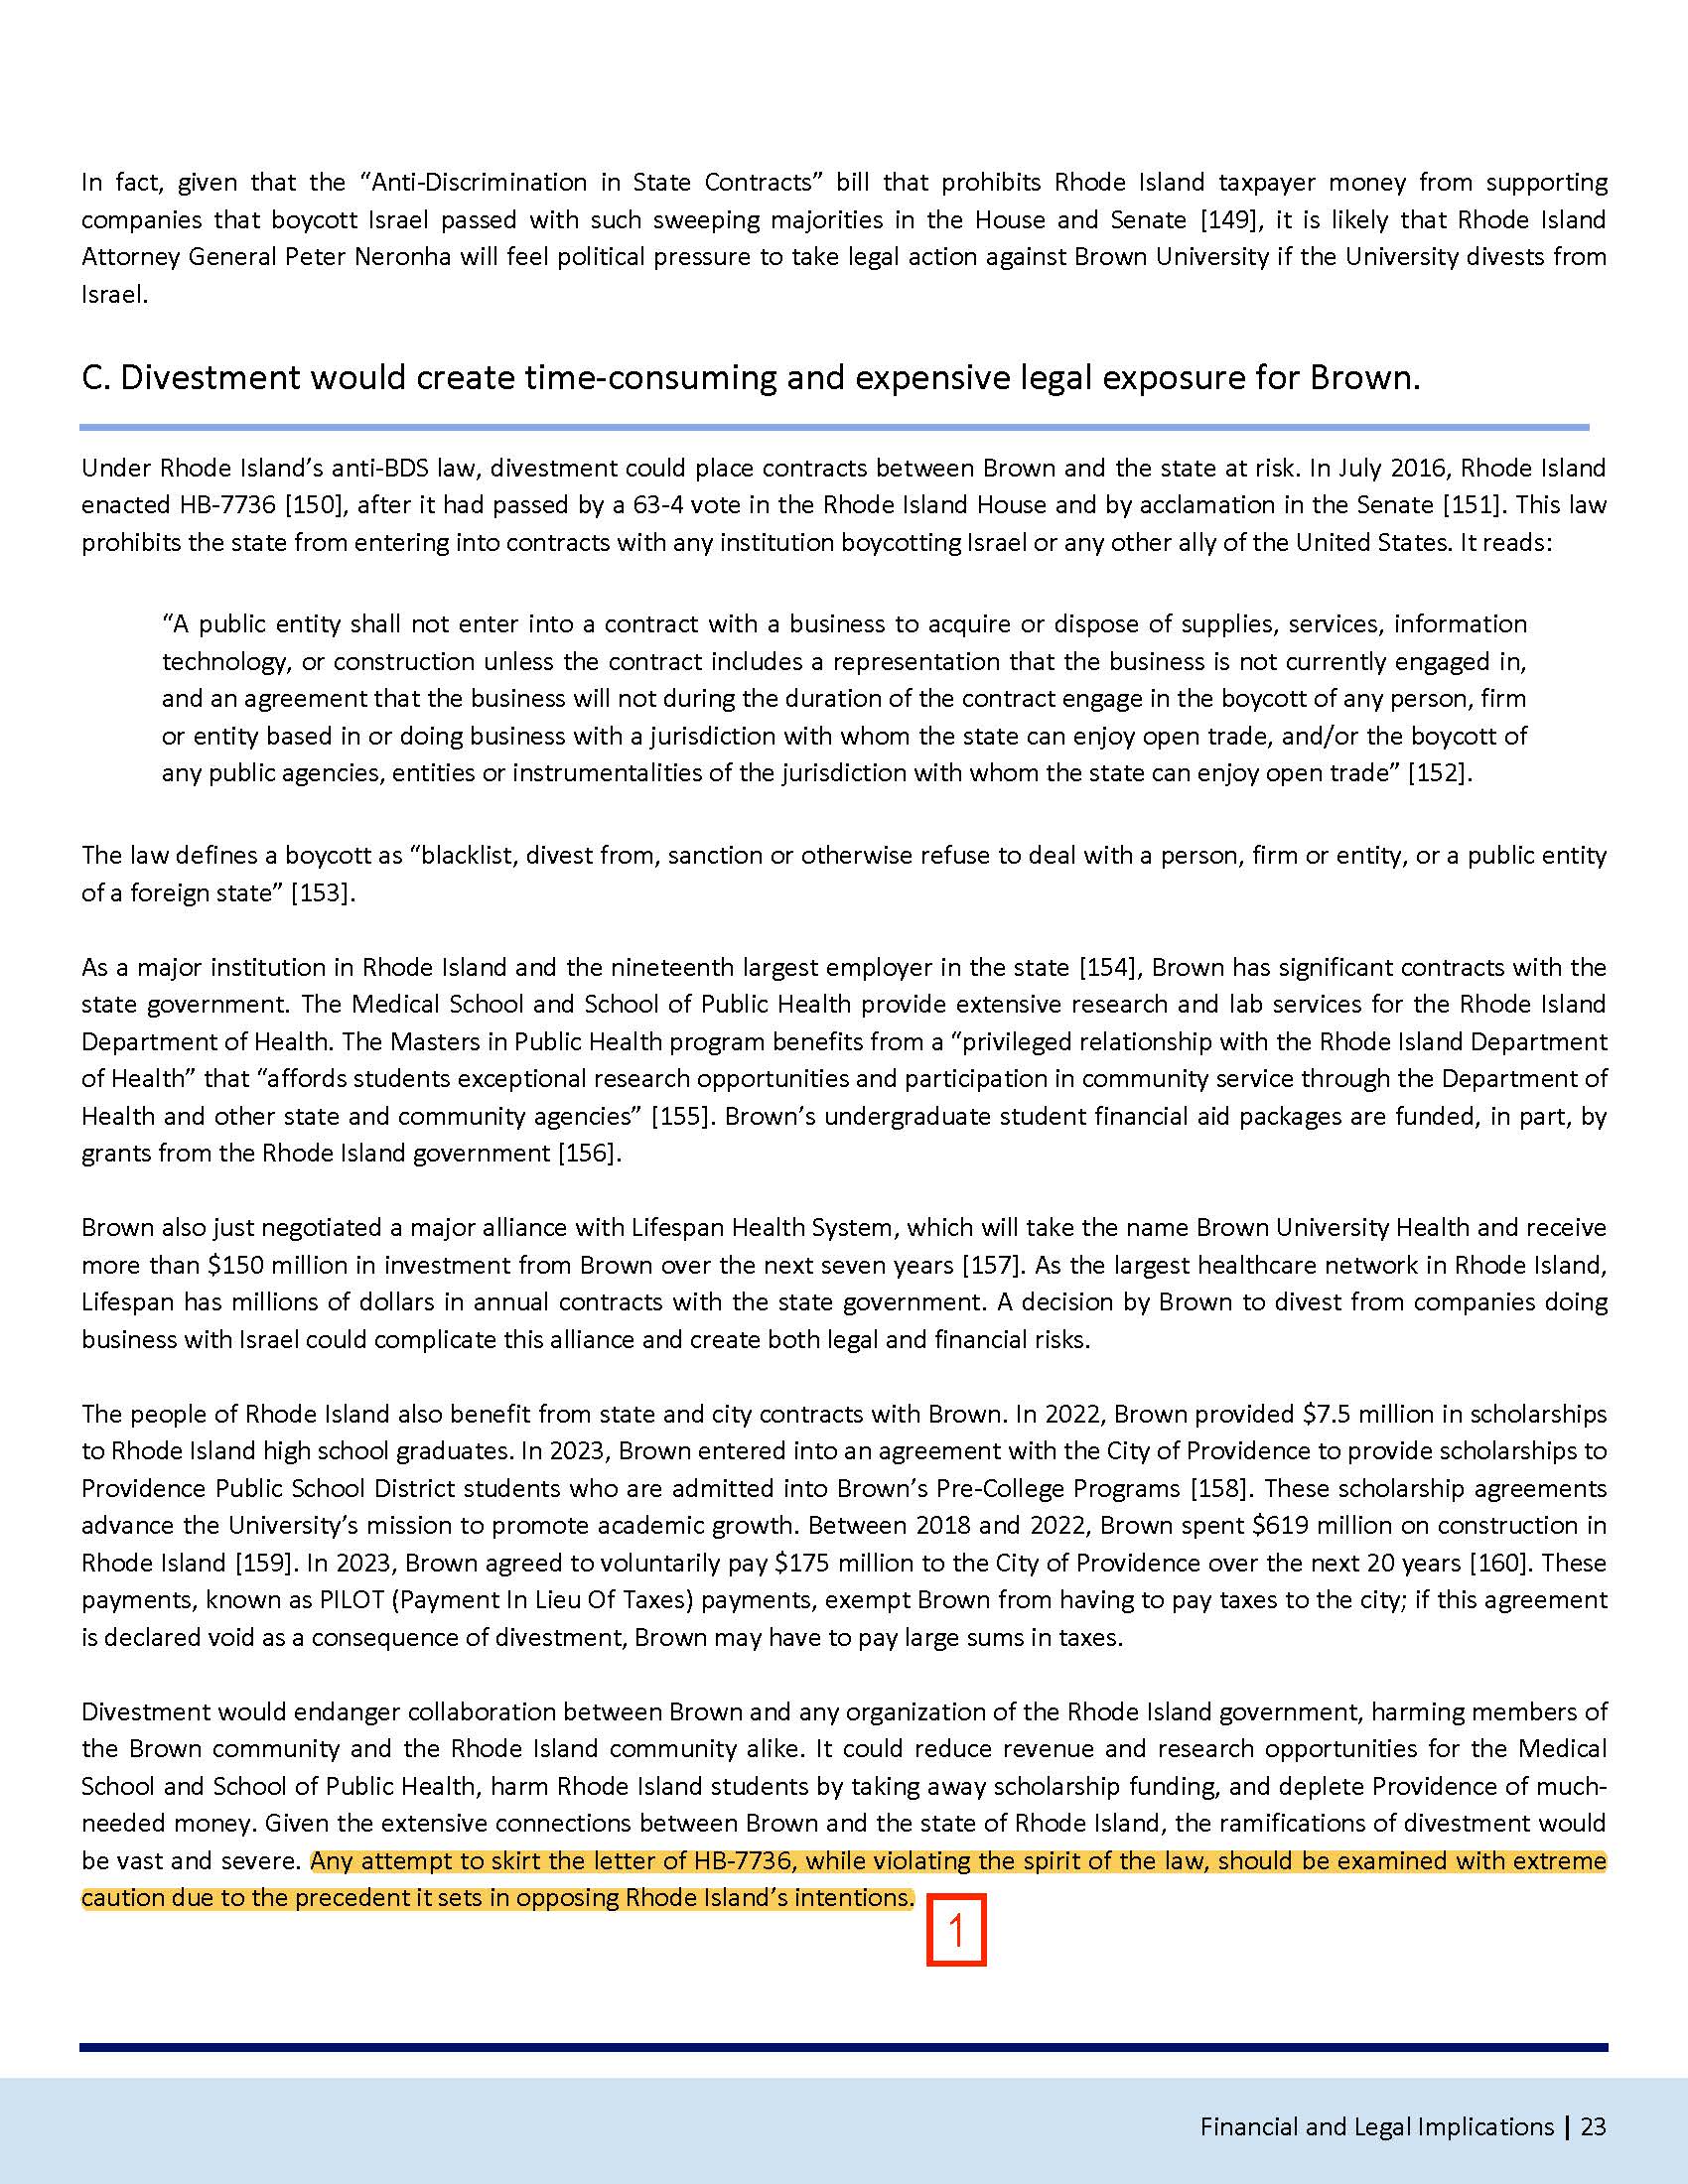 In fact, given that the “Anti-Discrimination in State Contracts” bill that prohibits Rhode Island taxpayer money from supporting
companies that boycott Israel passed with such sweeping majorities in the House and Senate [149], it is likely that Rhode Island
Attorney General Peter Neronha will feel political pressure to take legal action against Brown University if the University divests from
Israel.
C. Divestment would create time-consuming and expensive legal exposure for Brown.
Under Rhode Island’s anti-BDS law, divestment could place contracts between Brown and the state at risk. In July 2016, Rhode Island
enacted HB-7736 [150], after it had passed by a 63-4 vote in the Rhode Island House and by acclamation in the Senate [151]. This law
prohibits the state from entering into contracts with any institution boycotting Israel or any other ally of the United States. It reads:
“A public entity shall not enter into a contract with a business to acquire or dispose of supplies, services, information
technology, or construction unless the contract includes a representation that the business is not currently engaged in,
and an agreement that the business will not during the duration of the contract engage in the boycott of any person, firm
or entity based in or doing business with a jurisdiction with whom the state can enjoy open trade, and/or the boycott of
any public agencies, entities or instrumentalities of the jurisdiction with whom the state can enjoy open trade” [152].
The law defines a boycott as “blacklist, divest from, sanction or otherwise refuse to deal with a person, firm or entity, or a public entity
of a foreign state” [153].
As a major institution in Rhode Island and the nineteenth largest employer in the state [154], Brown has significant contracts with the
state government. The Medical School and School of Public Health provide extensive research and lab services for the Rhode Island
Department of Health. The Masters in Public Health program benefits from a “privileged relationship with the Rhode Island Department
of Health” that “affords students exceptional research opportunities and participation in community service through the Department of
Health and other state and community agencies” [155]. Brown’s undergraduate student financial aid packages are funded, in part, by
grants from the Rhode Island government [156].
Brown also just negotiated a major alliance with Lifespan Health System, which will take the name Brown University Health and receive
more than $150 million in investment from Brown over the next seven years [157]. As the largest healthcare network in Rhode Island,
Lifespan has millions of dollars in annual contracts with the state government. A decision by Brown to divest from companies doing
business with Israel could complicate this alliance and create both legal and financial risks.
The people of Rhode Island also benefit from state and city contracts with Brown. In 2022, Brown provided $7.5 million in scholarships
to Rhode Island high school graduates. In 2023, Brown entered into an agreement with the City of Providence to provide scholarships to
Providence Public School District students who are admitted into Brown’s Pre-College Programs [158]. These scholarship agreements
advance the University’s mission to promote academic growth. Between 2018 and 2022, Brown spent $619 million on construction in
Rhode Island [159]. In 2023, Brown agreed to voluntarily pay $175 million to the City of Providence over the next 20 years [160]. These
payments, known as PILOT (Payment In Lieu Of Taxes) payments, exempt Brown from having to pay taxes to the city; if this agreement
is declared void as a consequence of divestment, Brown may have to pay large sums in taxes.
Divestment would endanger collaboration between Brown and any organization of the Rhode Island government, harming members of
the Brown community and the Rhode Island community alike. It could reduce revenue and research opportunities for the Medical
School and School of Public Health, harm Rhode Island students by taking away scholarship funding, and deplete Providence of much-
needed money. Given the extensive connections between Brown and the state of Rhode Island, the ramifications of divestment would
be vast and severe. Any attempt to skirt the letter of HB-7736, while violating the spirit of the law, should be examined with extreme
caution due to the precedent it sets in opposing Rhode Island’s intentions.
1
Financial and Legal Implications | 23